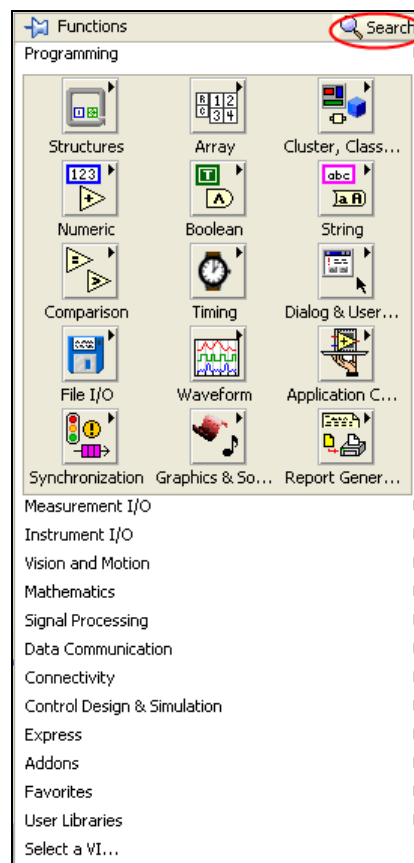 Functions Search
Programming
Structures Array Cluster, Class...
123 T abc
Numeric Boolean String
Comparison Timing Dialog & User...
File I/O Waveform Application C...
Synchronization Graphics & So... Report Gener...
Measurement I/O
Instrument I/O
Vision and Motion
Mathematics
Signal Processing
Data Communication
Connectivity
Control Design & Simulation
Express
Addons
Favorites
User Libraries
Select a VI...